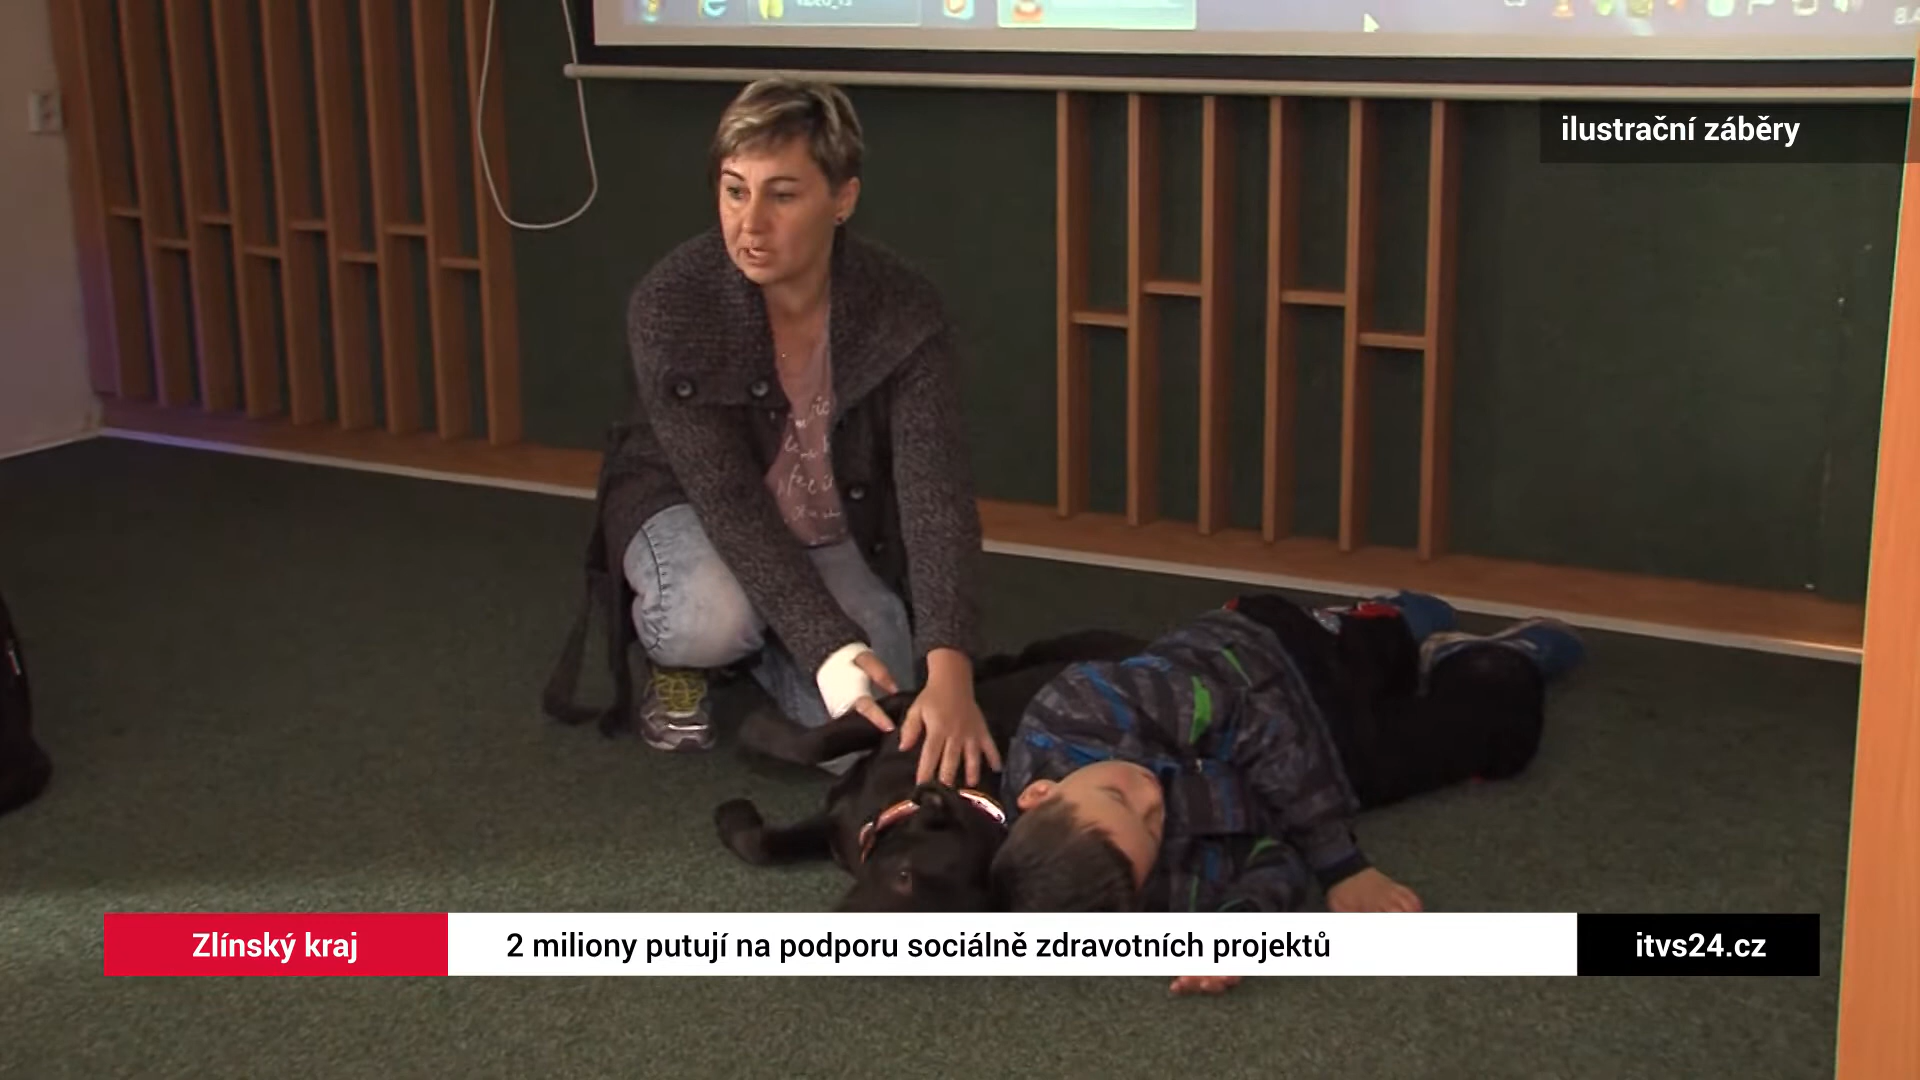 ilustrační záběry
Zlínský kraj
2 miliony putují na podporu sociálně zdravotních projektů
itvs24.cz